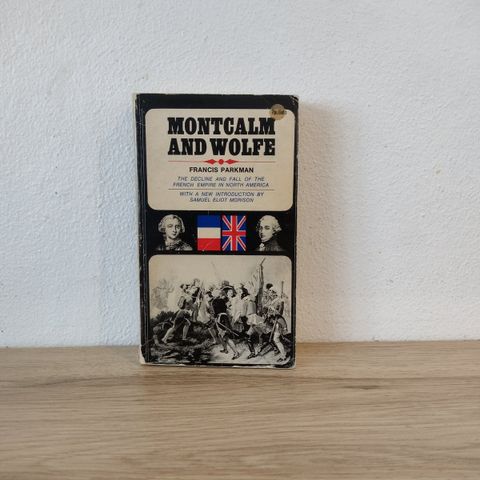 MONTCALM
AND WOLFE
FRANCIS PARKMAN
THE DECLINE AND FALL OF THE
FRENCH EMPIRE IN NORTH AMERICA
WITH A NEW INTRODUCTION BY
SAMUEL ELIOT MORISON